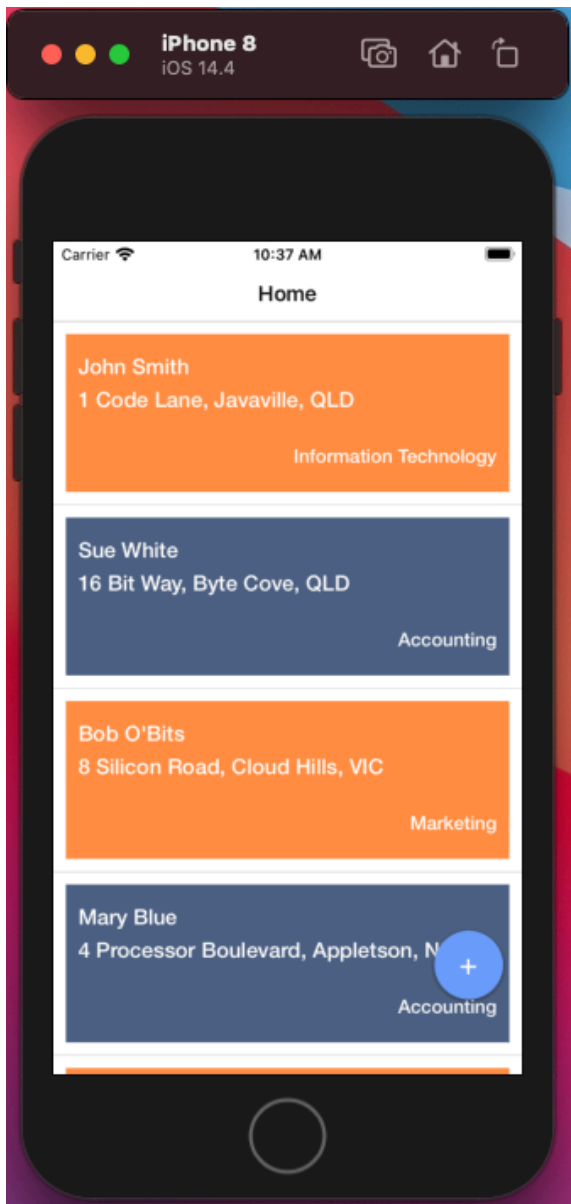 iPhone 8
iOS 14.4
Carrier 10:37 AM
Home
John Smith
1 Code Lane, Javaville, QLD
Information Technology
Sue White
16 Bit Way, Byte Cove, QLD
Accounting
Bob O'Bits
8 Silicon Road, Cloud Hills, VIC
Marketing
Mary Blue
4 Processor Boulevard, Appletson,
+
Accounting